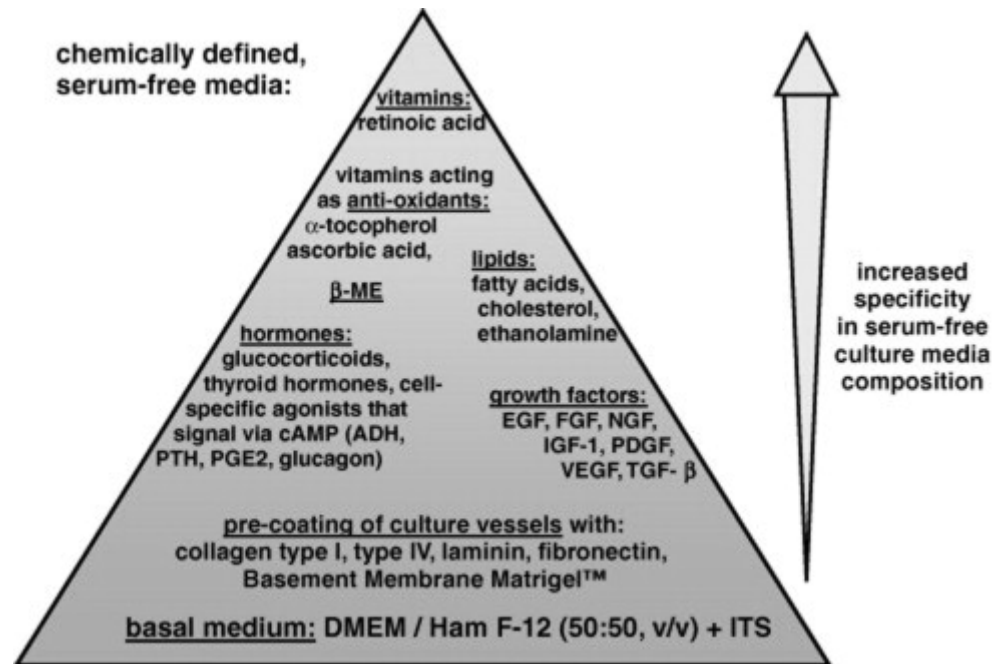 chemically defined,
serum-free media:
vitamins:
retinoic acid
vitamins acting
as anti-oxidants:
α-tocopherol
ascorbic acid,
β-ME
lipids:
fatty acids,
cholesterol,
ethanolamine
hormones:
glucocorticoids,
thyroid hormones, cell-
specific agonists that
signal via cAMP (ADH,
PTH, PGE2, glucagon)
growth factors:
EGF, FGF, NGF,
IGF-1, PDGF,
VEGF, TGF- β
pre-coating of culture vessels with:
collagen type I, type IV, laminin, fibronectin,
Basement Membrane Matrigel™
basal medium: DMEM / Ham F-12 (50:50, v/v) + ITS
increased
specificity
in serum-free
culture media
composition